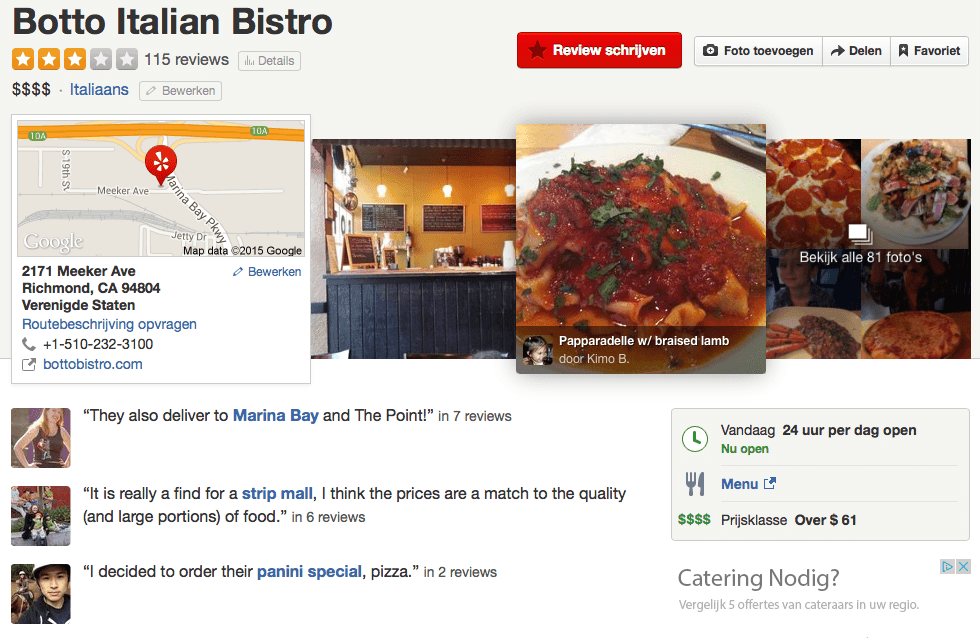 Botto Italian Bistro
115 reviews
Details
Review schrijven
Foto toevoegen
Delen
Favoriet
$$$$ · Italiaans
Bewerken
10A
10A
S 19th St
Meeker Ave
Marina Bay Pkwy
Jetty Dr
Google
Map data ©2015 Google
2171 Meeker Ave
Bewerken
Richmond, CA 94804
Verenigde Staten
Routebeschrijving opvragen
+1-510-232-3100
bottobistro.com
Papparadelle w/ braised lamb
door Kimo B.
Bekijk alle 81 foto's
“They also deliver to Marina Bay and The Point!” in 7 reviews
“It is really a find for a strip mall, I think the prices are a match to the quality
(and large portions) of food.” in 6 reviews
“I decided to order their panini special, pizza.” in 2 reviews
Vandaag 24 uur per dag open
Nu open
Menu
$$$$ Prijsklasse Over $ 61
Catering Nodig?
Vergelijk 5 offertes van cateraars in uw regio.